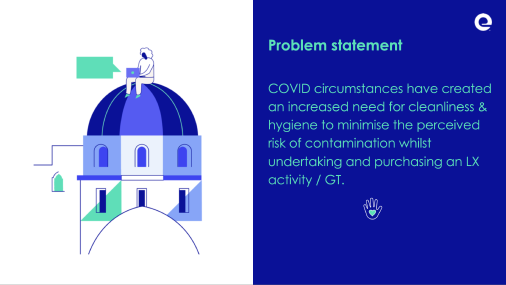 Problem statement
COVID circumstances have created
an increased need for cleanliness &
hygiene to minimise the perceived
risk of contamination whilst
undertaking and purchasing an LX
activity / GT.